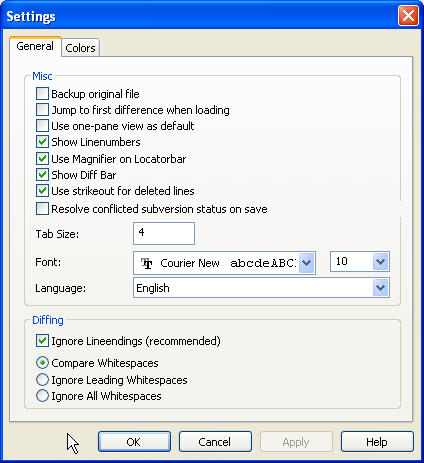 Settings
General Colors
Misc
Backup original file
Jump to first difference when loading
Use one-pane view as default
Show Linenumbers
Use Magnifier on Locatorbar
Show Diff Bar
Use strikeout for deleted lines
Resolve conflicted subversion status on save
Tab Size: 4
Font: Courier New abcdeABC 10
Language: English
Diffing
Ignore Lineendings (recommended)
Compare Whitespaces
Ignore Leading Whitespaces
Ignore All Whitespaces
OK Cancel Apply Help